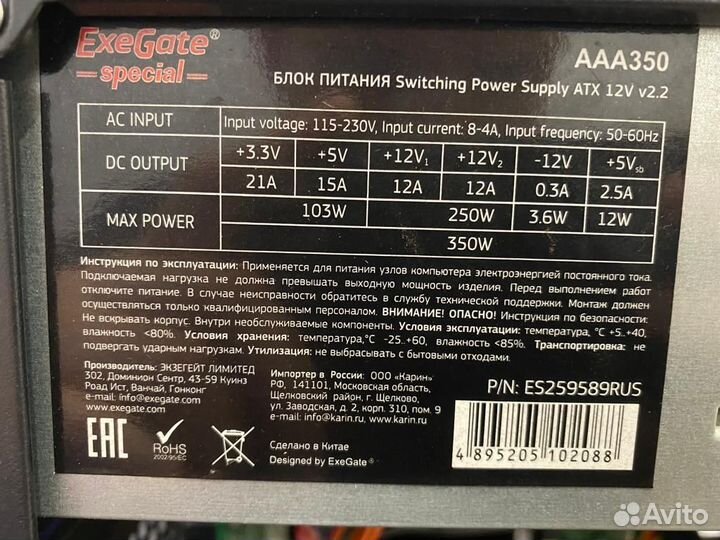 ExeGate®
special
AAA350
БЛОК ПИТАНИЯ Switching Power Supply ATX 12V v2.2
AC INPUT Input voltage: 115-230V, Input current: 8-4A, Input frequency: 50-60Hz
DC OUTPUT +3.3V +5V +12V1 +12V2 -12V +5Vsb
21A 15A 12A 12A 0.3A 2.5A
MAX POWER 103W 250W 3.6W 12W
350W
Инструкция по эксплуатации: Применяется для питания узлов компьютера электроэнергией постоянного тока.
Подключаемая нагрузка не должна превышать выходную мощность изделия. Перед выполнением работ
отключите питание. В случае неисправности обратитесь в службу технической поддержки. Монтаж должен
осуществляться только квалифицированным персоналом. ВНИМАНИЕ! ОПАСНО! Инструкция по безопасности:
Не вскрывать корпус. Внутри необслуживаемые компоненты. Условия эксплуатации: температура, °С +5..+40,
влажность <80%. Условия хранения: температура,°С -25..+60, влажность <85%. Транспортировка: не
подвергать ударным нагрузкам. Утилизация: не выбрасывать с бытовыми отходами.
Производитель: ЭКЗЕГЕЙТ ЛИМИТЕД
302, Доминион Сентр, 43-59 Куинз
Роад Ист, Ванчай, Гонконг
e-mail: info@exegate.com
www.exegate.com
Импортер в России: ООО «Карин»
РФ, 141101, Московская область,
Щелковский район, г. Щелково,
ул. Заводская, д. 2, корп. 310, пом. 9
e-mail: info@karin.ru www.karin.ru
P/N: ES259589RUS
EAC
RoHS
2002/95/EC
Сделано в Китае
Designed by ExeGate®
4895205102088
Avito